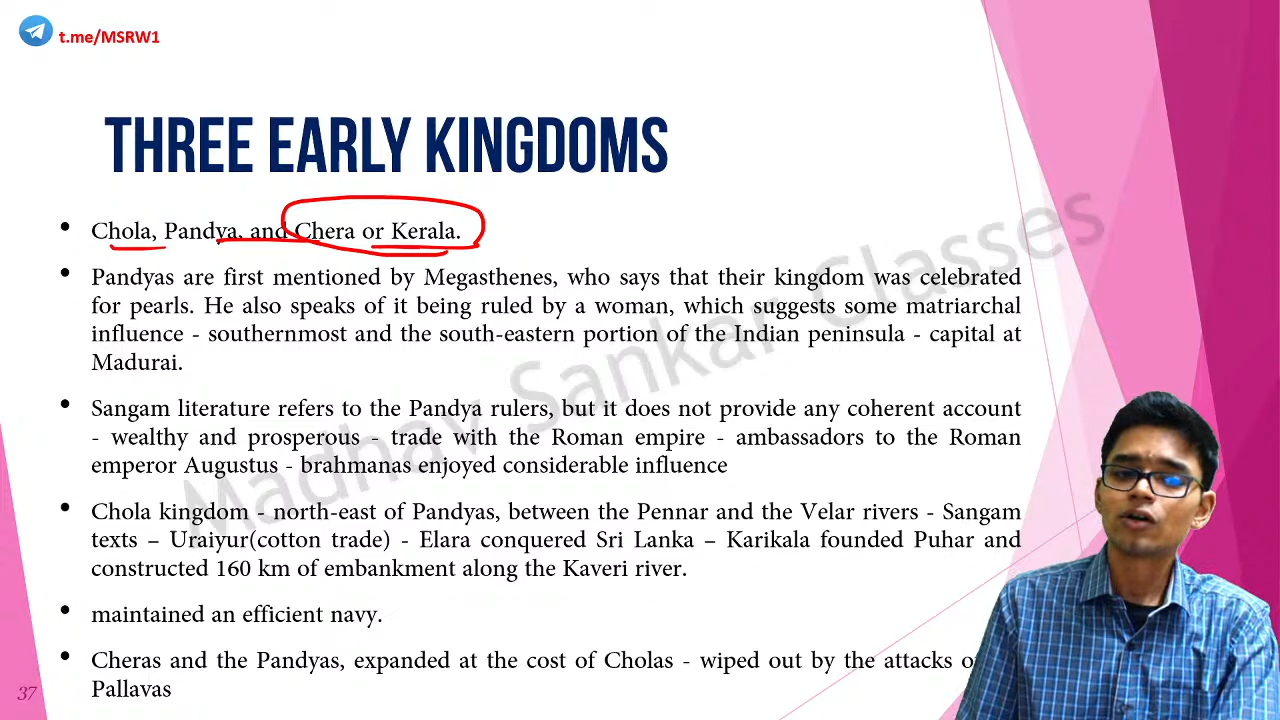 t.me/MSRW1
THREE EARLY KINGDOMS
• Chola, Pandya, and Chera or Kerala.
• Pandyas are first mentioned by Megasthenes, who says that their kingdom was celebrated
for pearls. He also speaks of it being ruled by a woman, which suggests some matriarchal
influence - southernmost and the south-eastern portion of the Indian peninsula - capital at
Madurai.
• Sangam literature refers to the Pandya rulers, but it does not provide any coherent account
- wealthy and prosperous - trade with the Roman empire - ambassadors to the Roman
emperor Augustus - brahmanas enjoyed considerable influence
• Chola kingdom - north-east of Pandyas, between the Pennar and the Velar rivers - Sangam
texts – Uraiyur(cotton trade) - Elara conquered Sri Lanka – Karikala founded Puhar and
constructed 160 km of embankment along the Kaveri river.
• maintained an efficient navy.
• Cheras and the Pandyas, expanded at the cost of Cholas - wiped out by the attacks
Pallavas
37
Madhav Sankar Classes